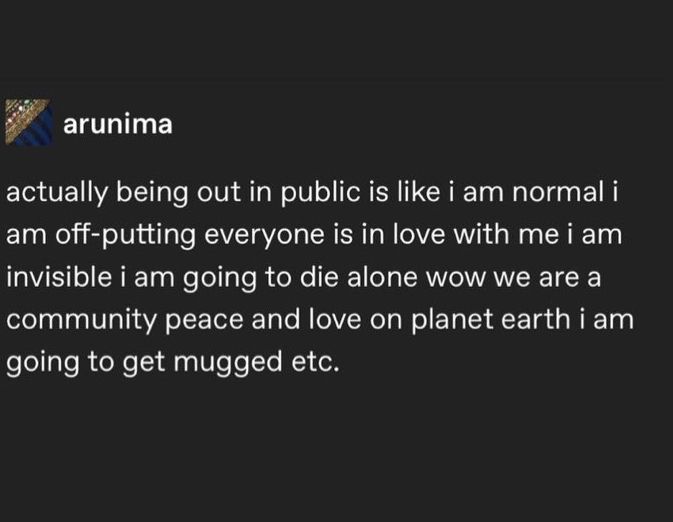 arunima
actually being out in public is like i am normal i
am off-putting everyone is in love with me i am
invisible i am going to die alone wow we are a
community peace and love on planet earth i am
going to get mugged etc.